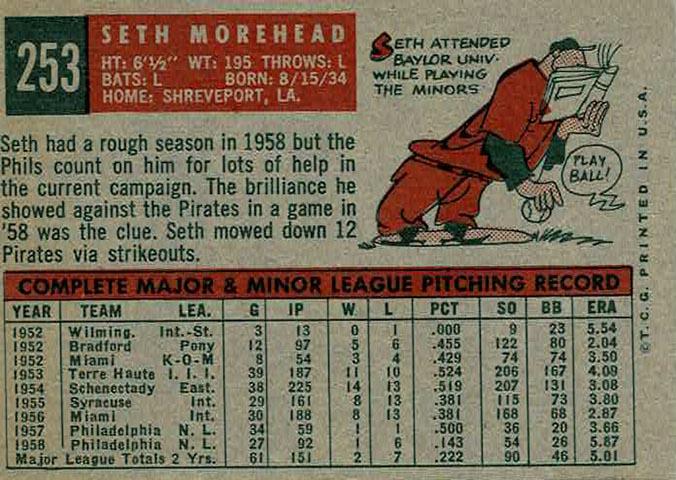 253
SETH MOREHEAD
HT: 6'½" WT: 195 THROWS: L
BATS: L BORN: 8/15/34
HOME: SHREVEPORT, LA.
SETH ATTENDED
BAYLOR UNIV.
WHILE PLAYING
THE MINORS
PLAY
BALL!
Seth had a rough season in 1958 but the
Phils count on him for lots of help in
the current campaign. The brilliance he
showed against the Pirates in a game in
'58 was the clue. Seth mowed down 12
Pirates via strikeouts.
COMPLETE MAJOR & MINOR LEAGUE PITCHING RECORD
YEAR TEAM LEA. G IP W L PCT SO BB ERA
1952 Wilming. Int.-St. 3 13 0 1 .000 9 23 5.54
1952 Bradford Pony 12 97 5 6 .455 122 80 2.04
1952 Miami K-O-M 8 54 3 4 .429 74 74 3.50
1953 Terre Haute I. I. I. 39 187 11 10 .524 206 167 4.09
1954 Schenectady East. 38 225 14 13 .519 207 131 3.08
1955 Syracuse Int. 29 161 8 13 .381 115 73 3.80
1956 Miami Int. 30 188 8 13 .381 168 68 2.87
1957 Philadelphia N. L. 34 59 1 1 .500 36 20 3.66
1958 Philadelphia N. L. 27 92 1 6 .143 54 26 5.87
Major League Totals 2 Yrs. 61 151 2 7 .222 90 46 5.01
©T.C.G. PRINTED IN U.S.A.